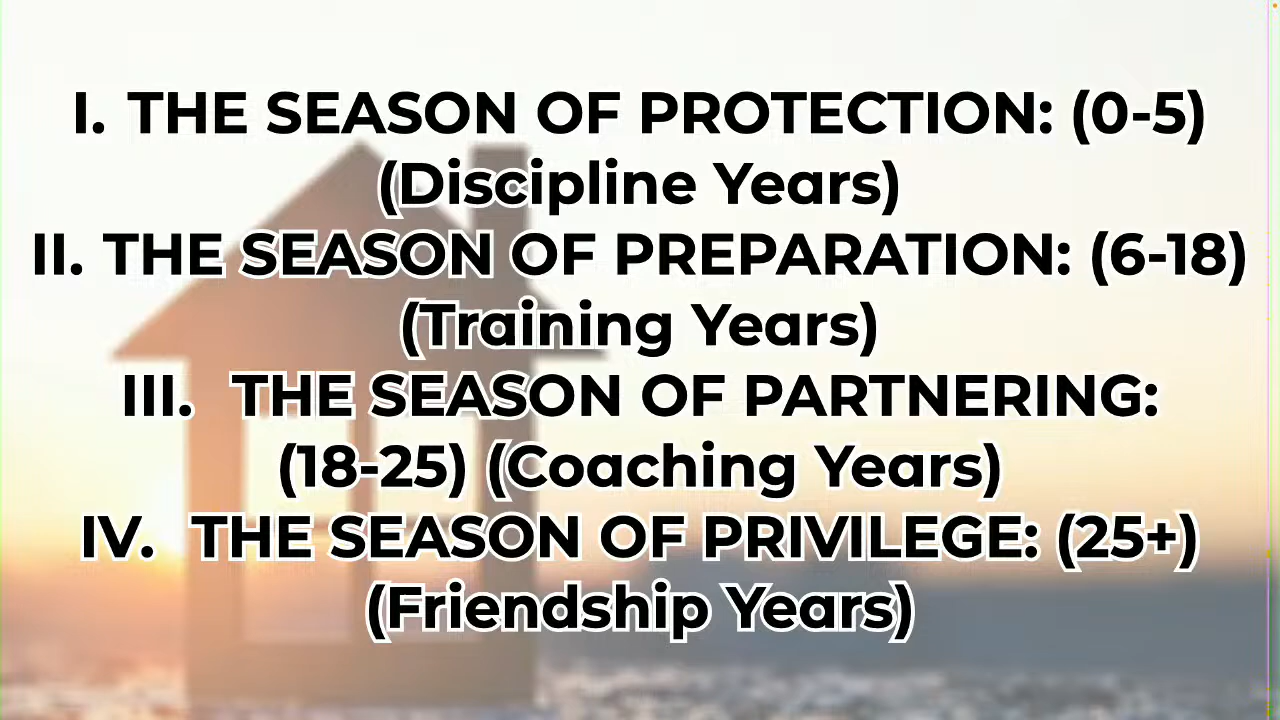 I. THE SEASON OF PROTECTION: (0-5)
(Discipline Years)
II. THE SEASON OF PREPARATION: (6-18)
(Training Years)
III. THE SEASON OF PARTNERING:
(18-25) (Coaching Years)
IV. THE SEASON OF PRIVILEGE: (25+)
(Friendship Years)